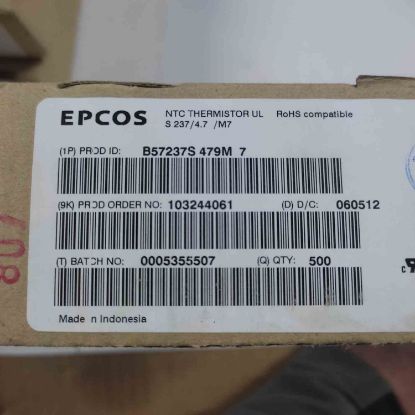 EPCOS NTC THERMISTOR UL RoHS compatible
S 237/4.7 /M7
(1P) PROD ID: B57237S 479M 7
(9K) PROD ORDER NO: 103244061 (D) D/C: 060512
(T) BATCH NO: 0005355507 (Q) QTY: 500
Made in Indonesia
807
c